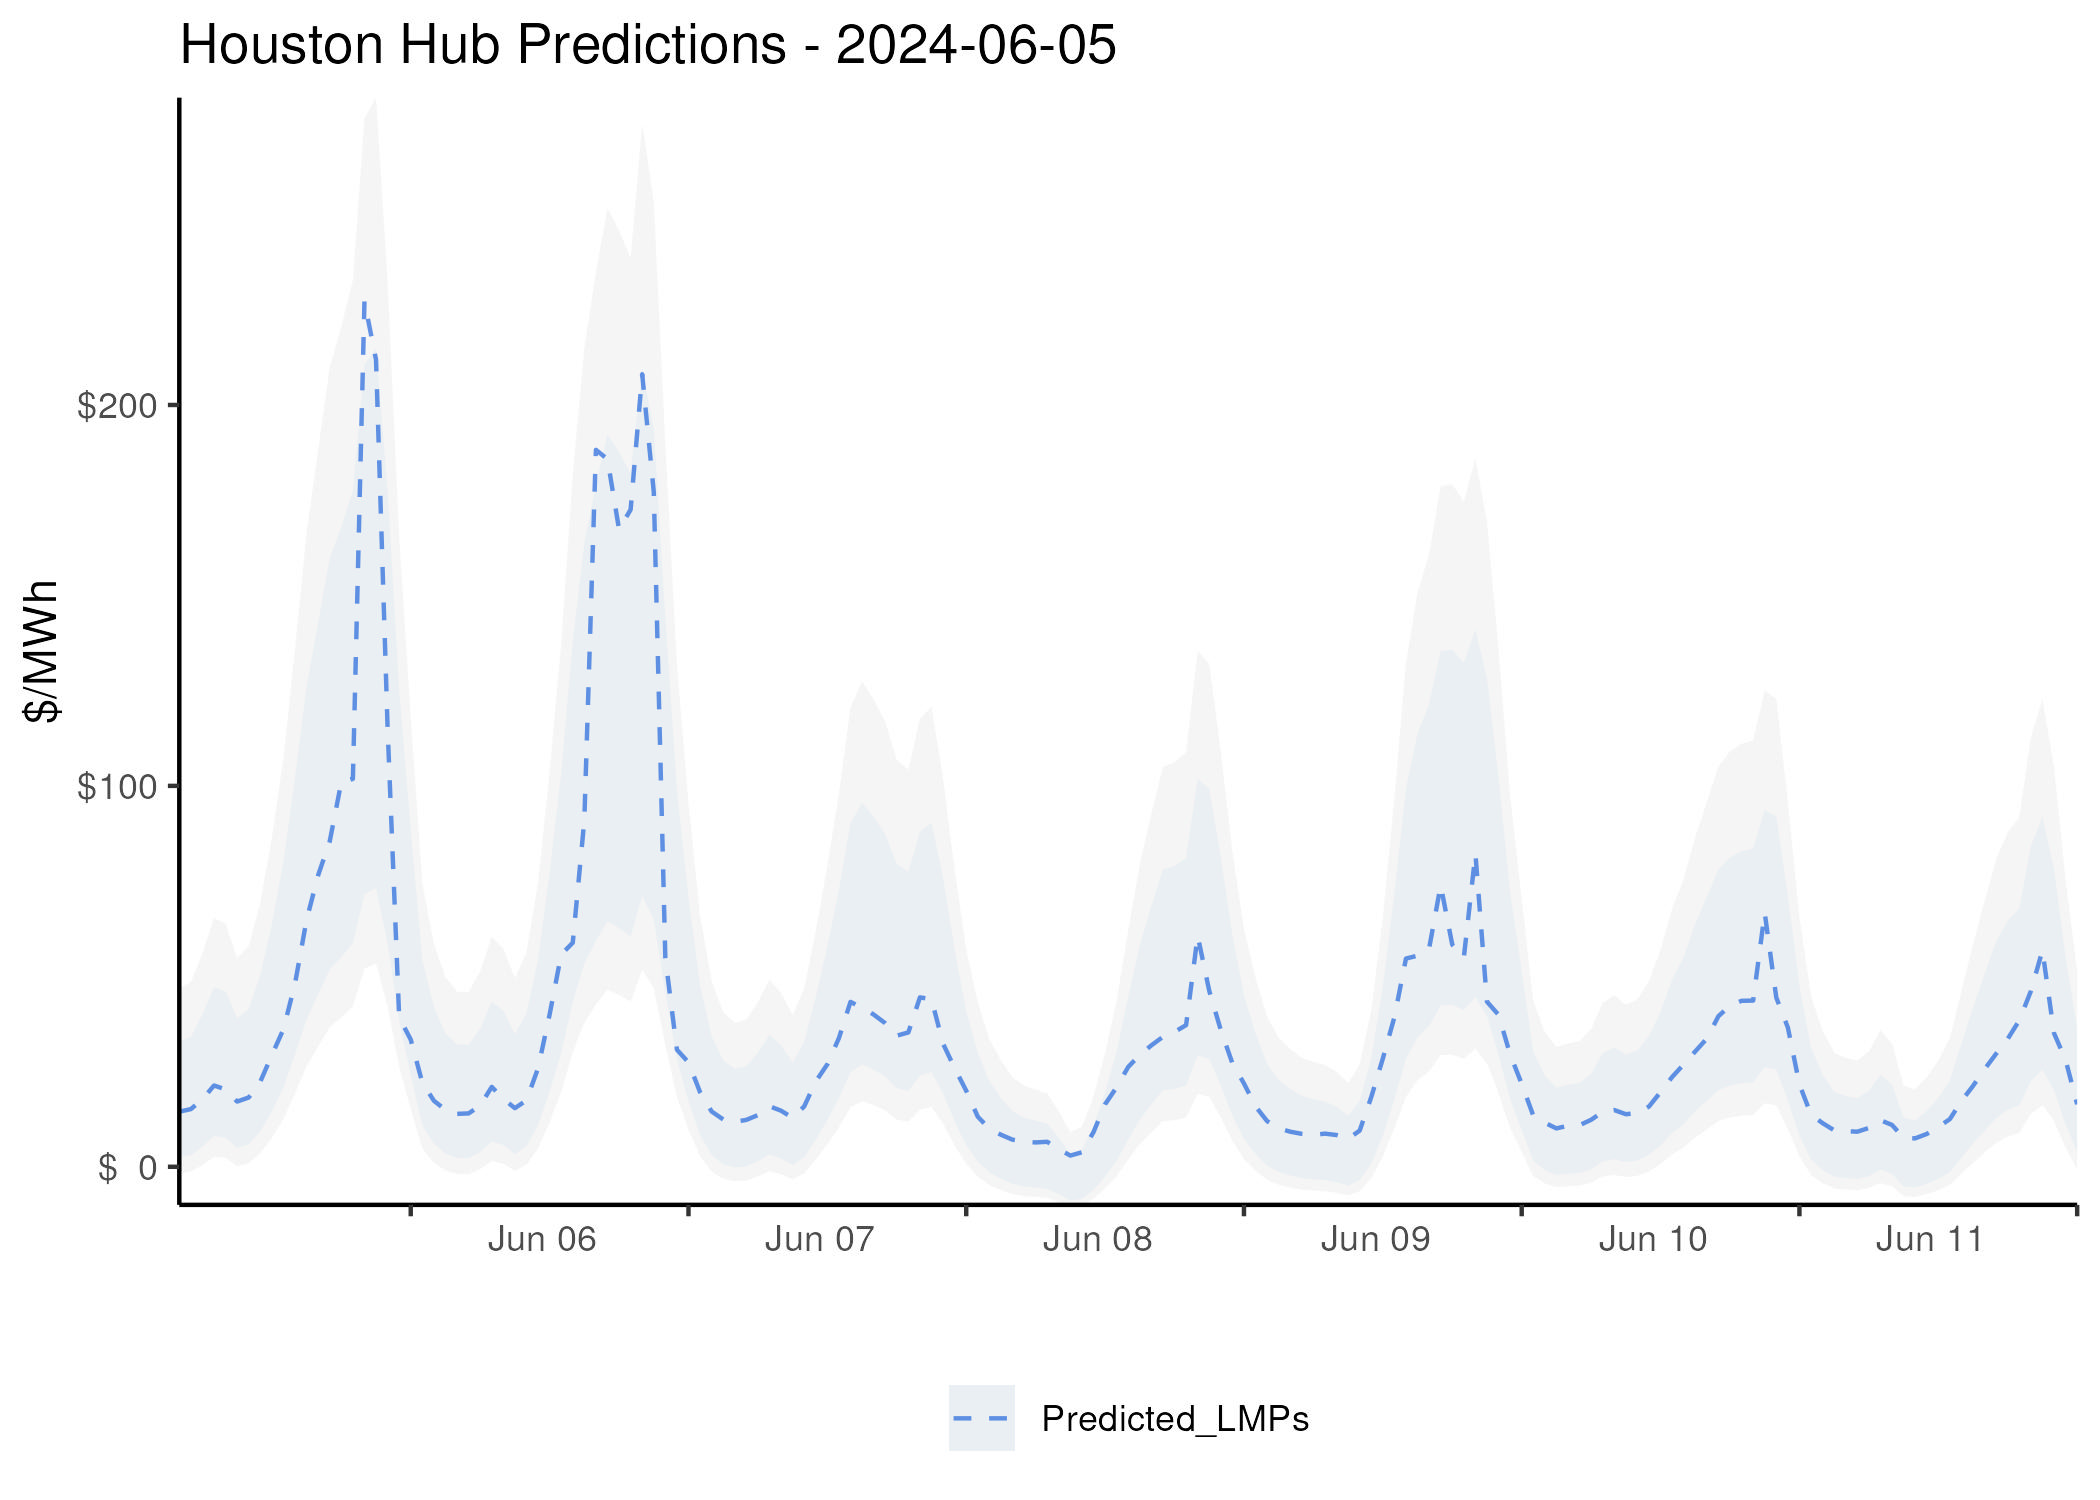 Houston Hub Predictions - 2024-06-05
$/MWh
$200
$100
$  0
Jun 06
Jun 07
Jun 08
Jun 09
Jun 10
Jun 11
Predicted_LMPs